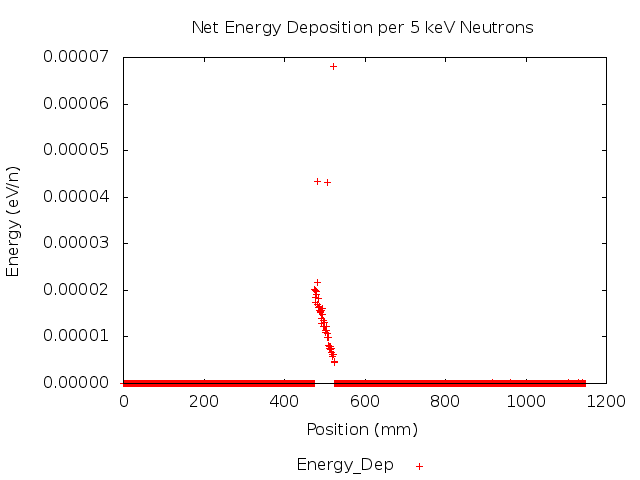 Net Energy Deposition per 5 keV Neutrons
0.00007
0.00006
0.00005
0.00004
0.00003
0.00002
0.00001
0.00000
Energy (eV/n)
0 200 400 600 800 1000 1200
Position (mm)
Energy_Dep